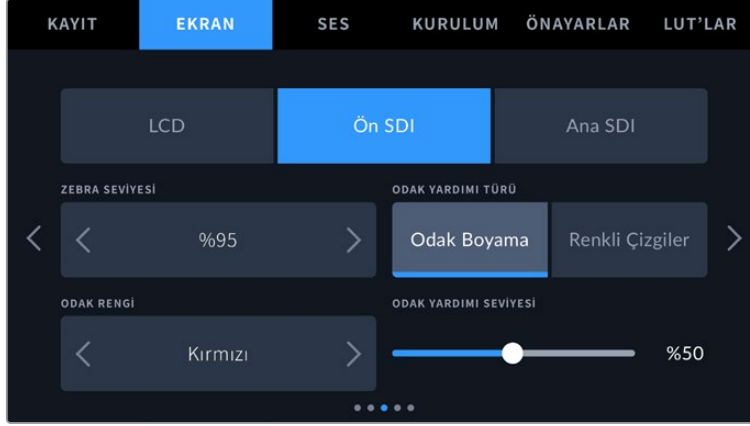 KAYIT EKRAN SES KURULUM ÖNAYARLAR LUT’LAR
LCD Ön SDI Ana SDI
ZEBRA SEVİYESİ ODAK YARDIMI TÜRÜ
%95 Odak Boyama Renkli Çizgiler
ODAK RENGİ ODAK YARDIMI SEVİYESİ
Kırmızı %50